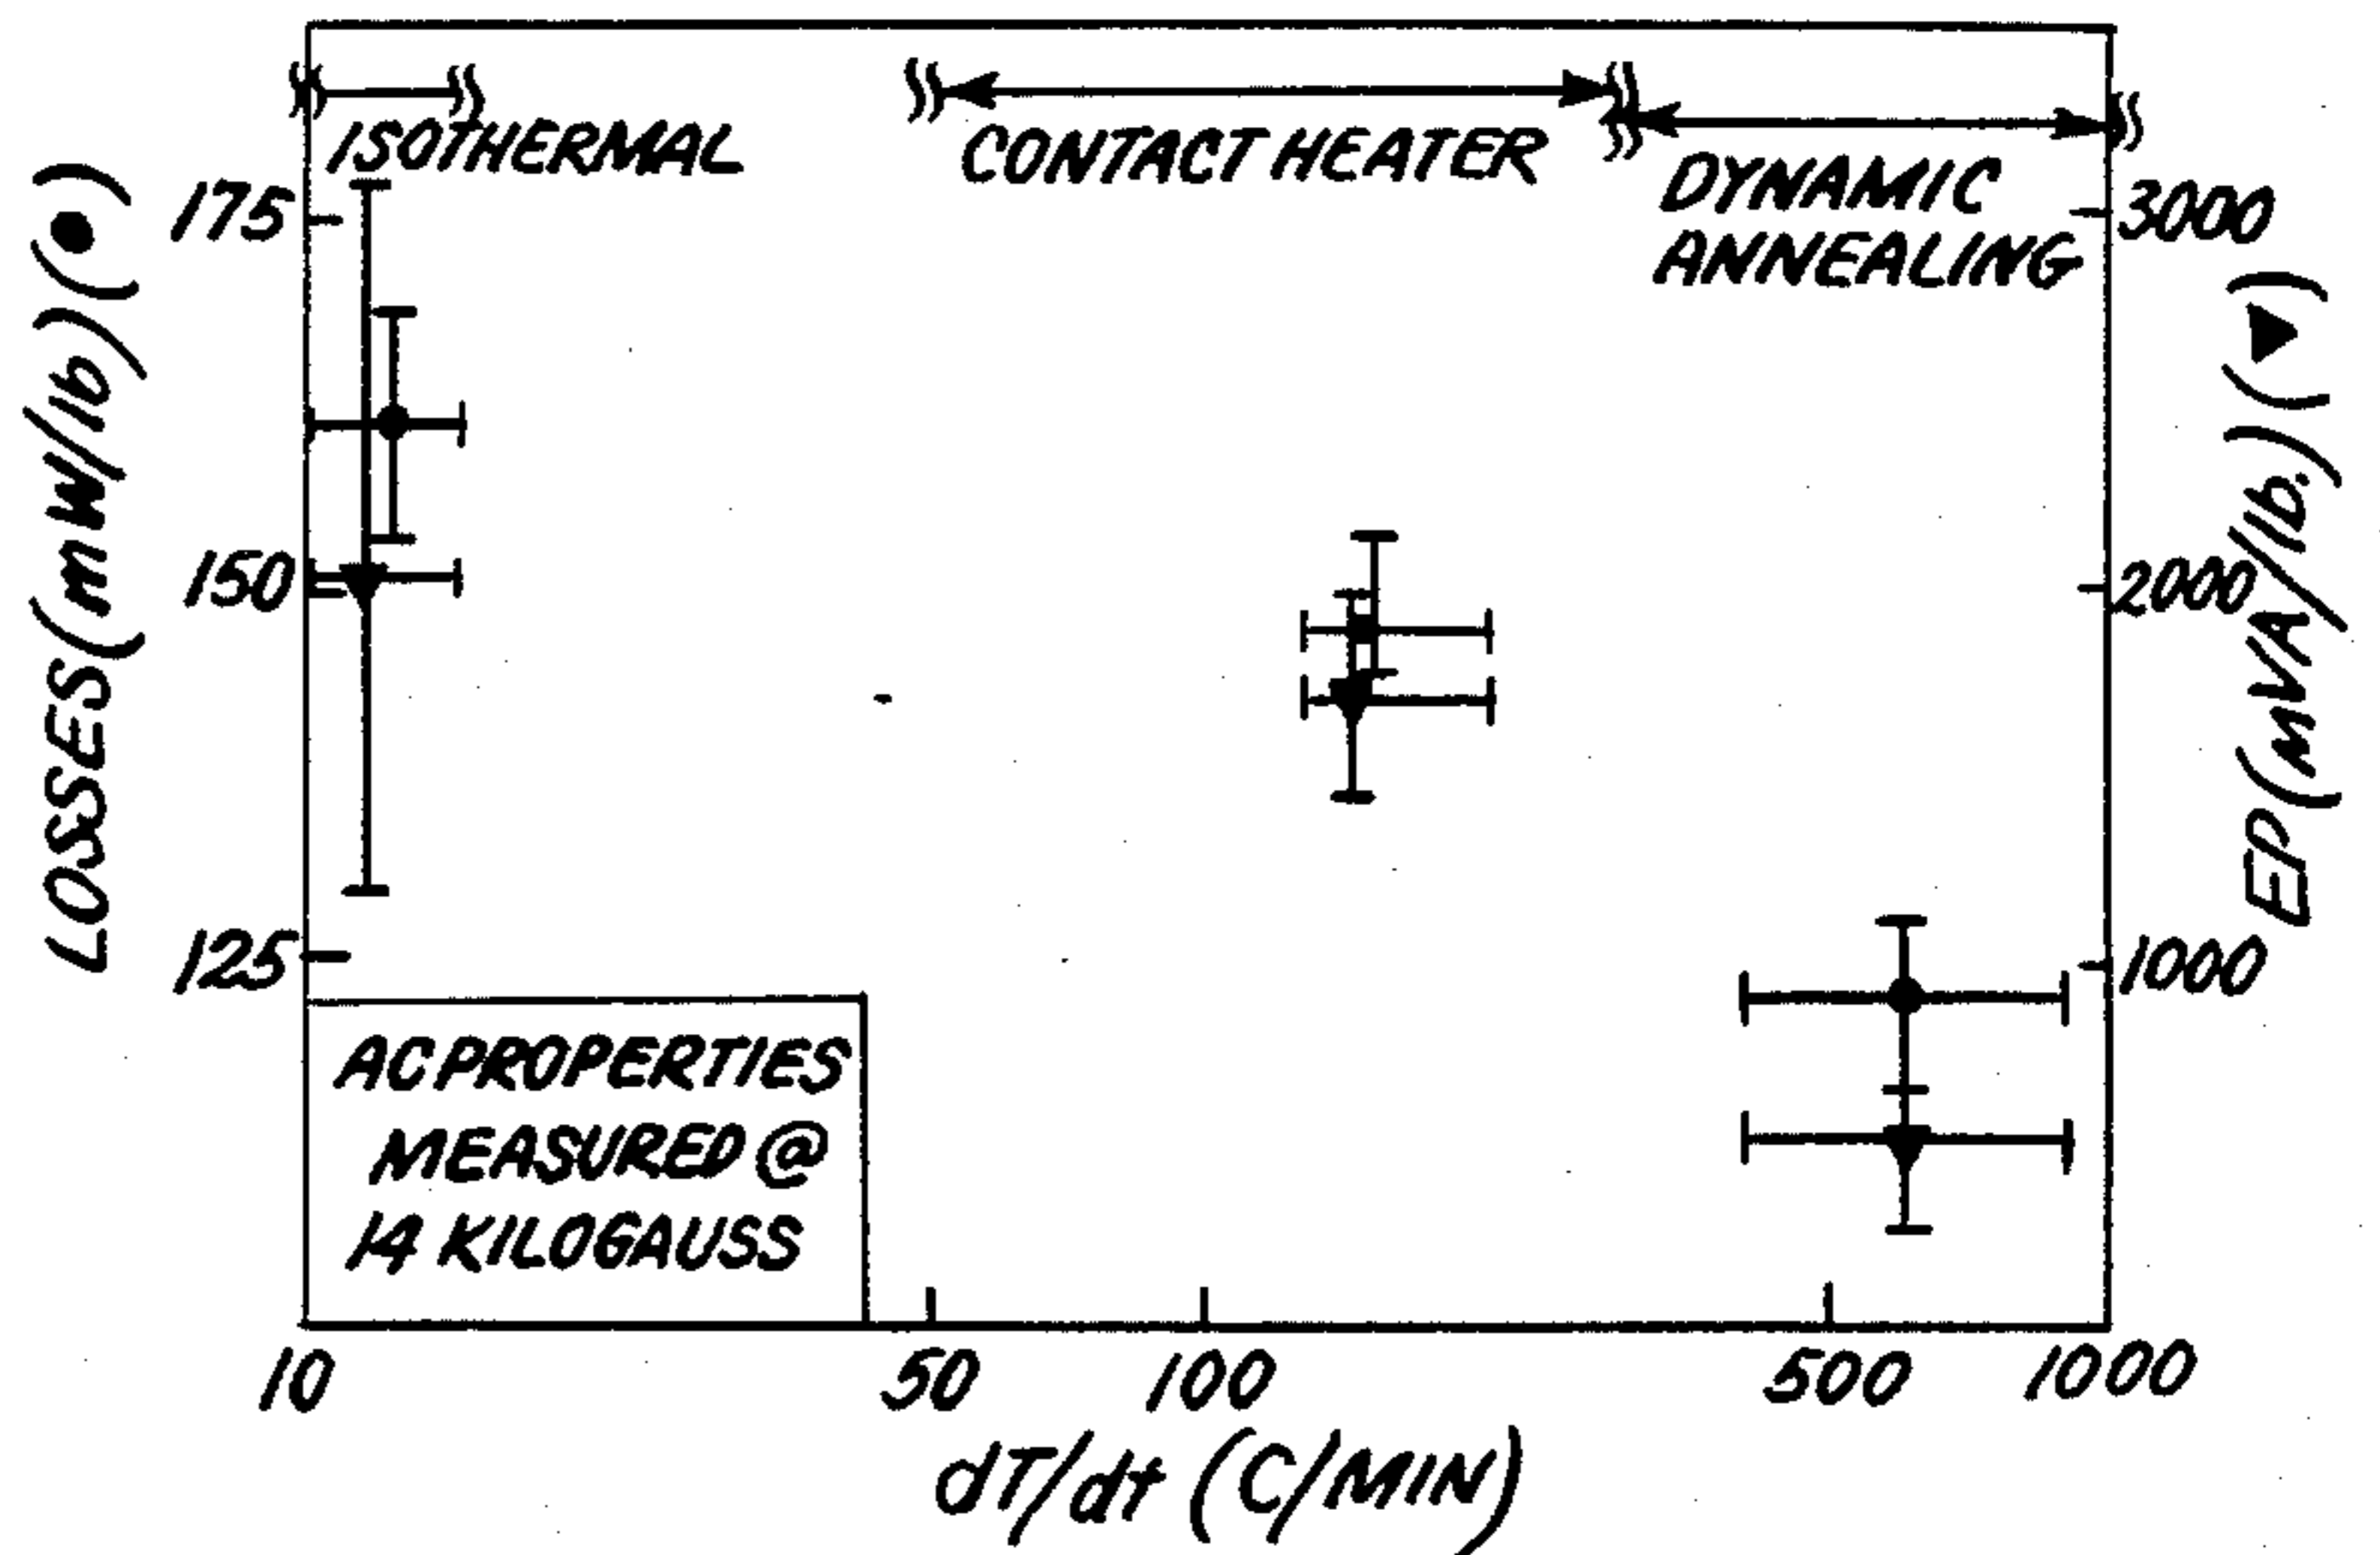 ISOTHERMAL
CONTACT HEATER
DYNAMIC
ANNEALING
LOSSES (mW/lb) (●)
175
150
125
3000
2000
1000
EP (mVA/lb.) (▼)
AC PROPERTIES
MEASURED @
14 KILOGAUSS
10 50 100 500 1000
dT/dt (C/MIN)